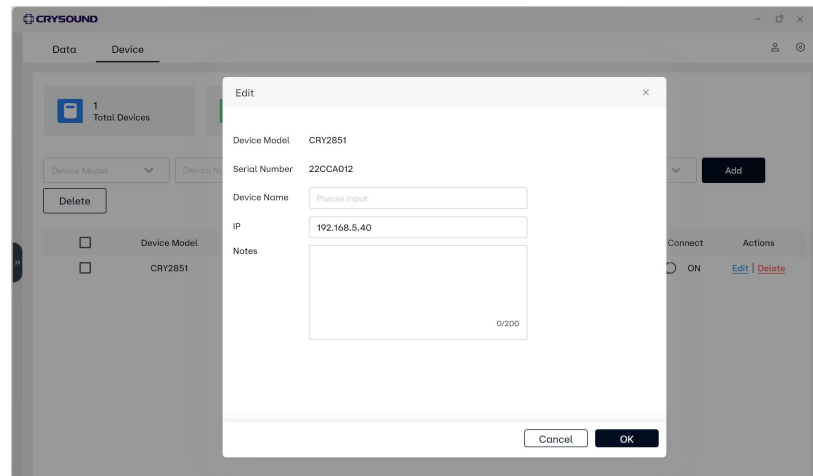 CRYSOUND
Data Device
1
Total Devices
Edit
Device Model CRY2851
Serial Number 22CCA012
Device Name Please input
IP 192.168.5.40
Notes
0/200
Cancel OK
Device Model Device Add
Delete
Device Model Connect Actions
CRY2851 ON Edit | Delete